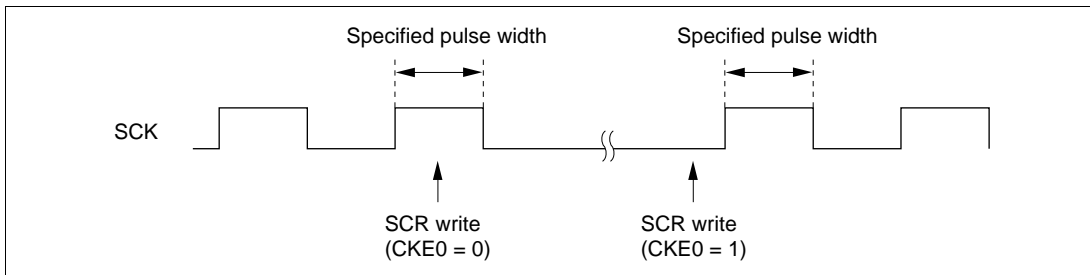 Specified pulse width
Specified pulse width
SCK
SCR write
(CKE0 = 0)
SCR write
(CKE0 = 1)